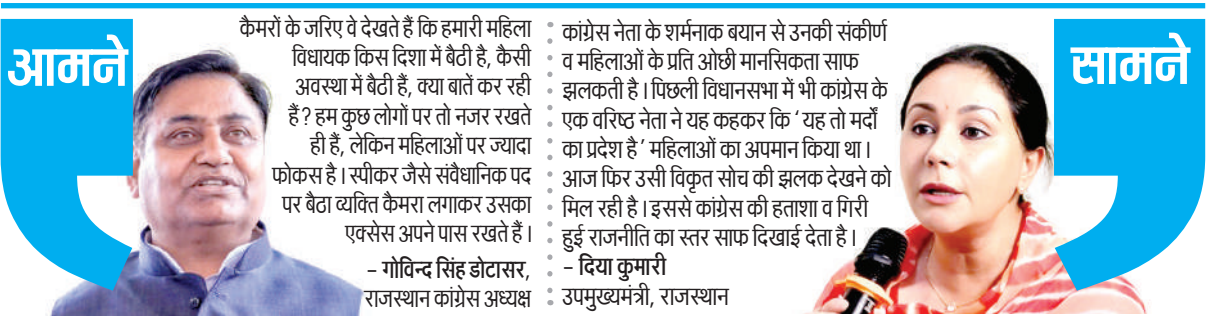 आमने
कैमरों के जरिए वे देखते हैं कि हमारी महिला
विधायक किस दिशा में बैठी है, कैसी
अवस्था में बैठी हैं, क्या बातें कर रही
हैं ? हम कुछ लोगों पर तो नजर रखते
ही हैं, लेकिन महिलाओं पर ज्यादा
फोकस है। स्पीकर जैसे संवैधानिक पद
पर बैठा व्यक्ति कैमरा लगाकर उसका
एक्सेस अपने पास रखते हैं।
– गोविन्द सिंह डोटासर,
राजस्थान कांग्रेस अध्यक्ष
कांग्रेस नेता के शर्मनाक बयान से उनकी संकीर्ण
व महिलाओं के प्रति ओछी मानसिकता साफ
झलकती है। पिछली विधानसभा में भी कांग्रेस के
एक वरिष्ठ नेता ने यह कहकर कि ‘ यह तो मर्दों
का प्रदेश है ’ महिलाओं का अपमान किया था।
आज फिर उसी विकृत सोच की झलक देखने को
मिल रही है। इससे कांग्रेस की हताशा व गिरी
हुई राजनीति का स्तर साफ दिखाई देता है।
– दिया कुमारी
उपमुख्यमंत्री, राजस्थान
सामने